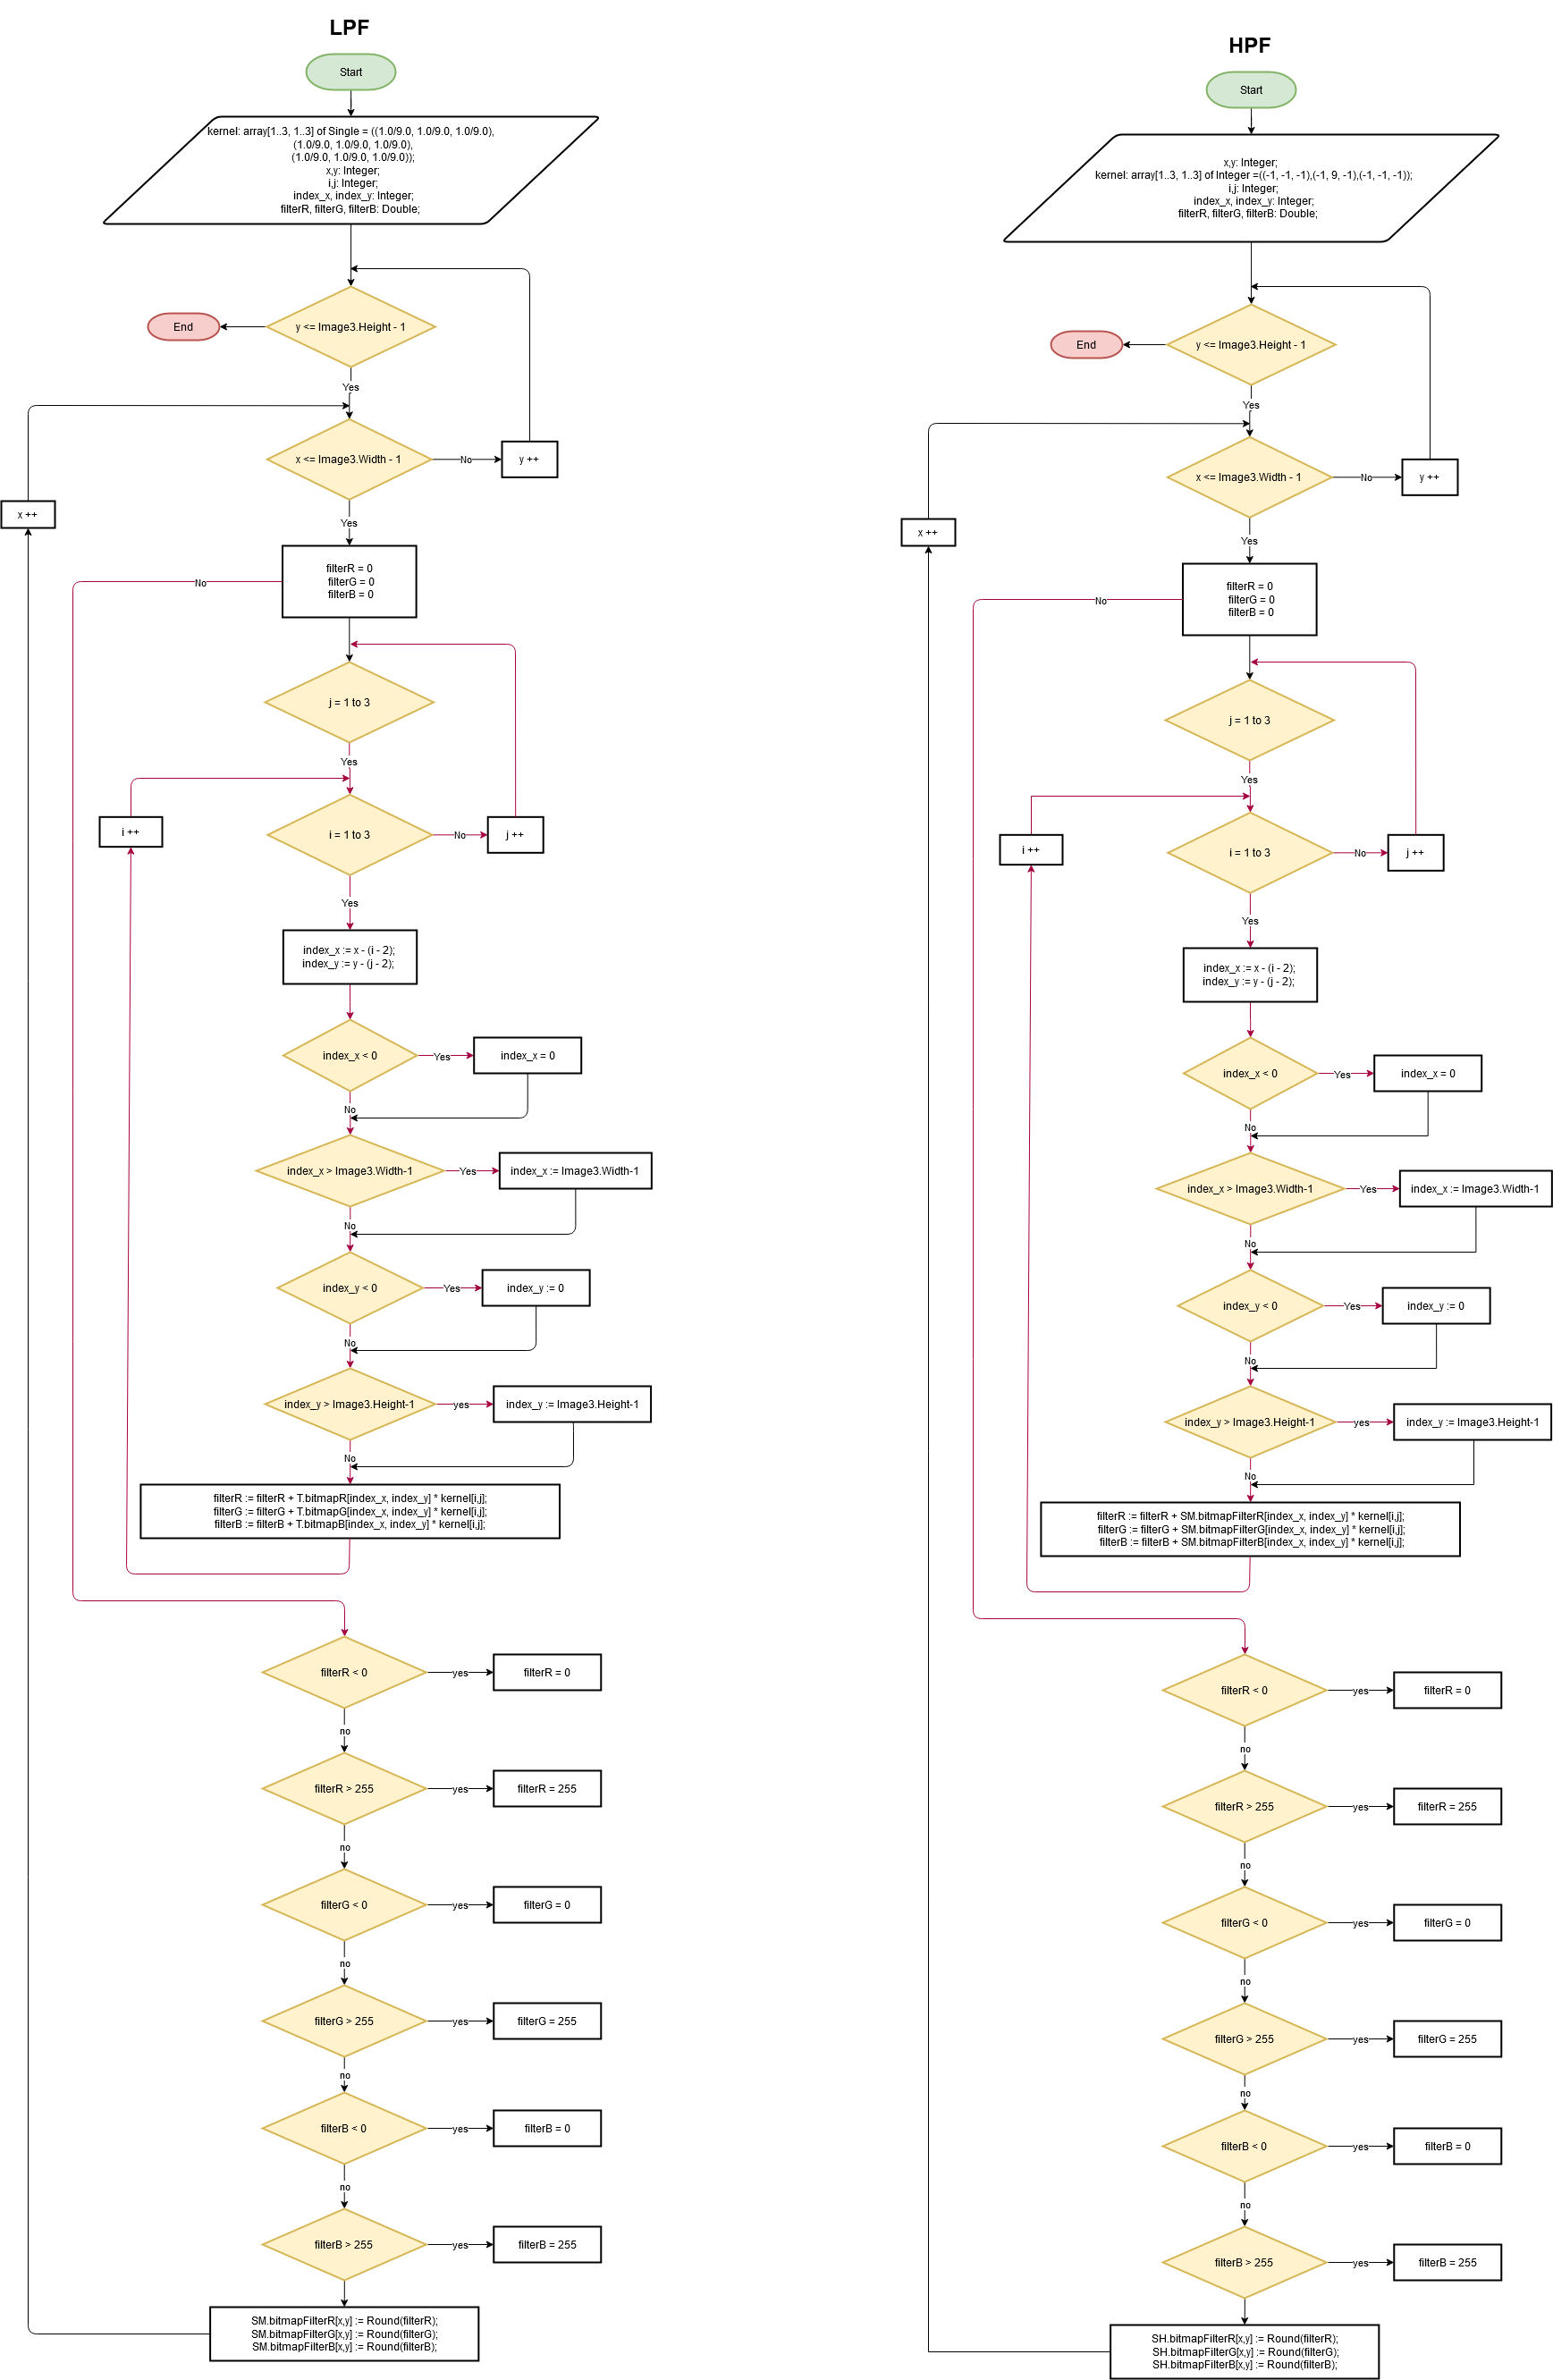 LPF
Start
kernel: array[1..3, 1..3] of Single = ((1.0/9.0, 1.0/9.0, 1.0/9.0),
(1.0/9.0, 1.0/9.0, 1.0/9.0),
(1.0/9.0, 1.0/9.0, 1.0/9.0));
x,y: Integer;
i,j: Integer;
index_x, index_y: Integer;
filterR, filterG, filterB: Double;
End
y <= Image3.Height - 1
Yes
x <= Image3.Width - 1
No
y ++
x ++
Yes
filterR = 0
filterG = 0
filterB = 0
No
j = 1 to 3
Yes
i ++
i = 1 to 3
No
j ++
Yes
index_x := x - (i - 2);
index_y := y - (j - 2);
index_x < 0
Yes
index_x = 0
No
index_x > Image3.Width-1
Yes
index_x := Image3.Width-1
No
index_y < 0
Yes
index_y := 0
No
index_y > Image3.Height-1
yes
index_y := Image3.Height-1
No
filterR := filterR + T.bitmapR[index_x, index_y] * kernel[i,j];
filterG := filterG + T.bitmapG[index_x, index_y] * kernel[i,j];
filterB := filterB + T.bitmapB[index_x, index_y] * kernel[i,j];
filterR < 0
yes
filterR = 0
no
filterR > 255
yes
filterR = 255
no
filterG < 0
yes
filterG = 0
no
filterG > 255
yes
filterG = 255
no
filterB < 0
yes
filterB = 0
no
filterB > 255
yes
filterB = 255
SM.bitmapFilterR[x,y] := Round(filterR);
SM.bitmapFilterG[x,y] := Round(filterG);
SM.bitmapFilterB[x,y] := Round(filterB);
HPF
Start
x,y: Integer;
kernel: array[1..3, 1..3] of Integer =((-1, -1, -1),(-1, 9, -1),(-1, -1, -1));
i,j: Integer;
index_x, index_y: Integer;
filterR, filterG, filterB: Double;
End
y <= Image3.Height - 1
Yes
x <= Image3.Width - 1
No
y ++
x ++
Yes
filterR = 0
filterG = 0
filterB = 0
No
j = 1 to 3
Yes
i ++
i = 1 to 3
No
j ++
Yes
index_x := x - (i - 2);
index_y := y - (j - 2);
index_x < 0
Yes
index_x = 0
No
index_x > Image3.Width-1
Yes
index_x := Image3.Width-1
No
index_y < 0
Yes
index_y := 0
No
index_y > Image3.Height-1
yes
index_y := Image3.Height-1
No
filterR := filterR + SM.bitmapFilterR[index_x, index_y] * kernel[i,j];
filterG := filterG + SM.bitmapFilterG[index_x, index_y] * kernel[i,j];
filterB := filterB + SM.bitmapFilterB[index_x, index_y] * kernel[i,j];
filterR < 0
yes
filterR = 0
no
filterR > 255
yes
filterR = 255
no
filterG < 0
yes
filterG = 0
no
filterG > 255
yes
filterG = 255
no
filterB < 0
yes
filterB = 0
no
filterB > 255
yes
filterB = 255
SH.bitmapFilterR[x,y] := Round(filterR);
SH.bitmapFilterG[x,y] := Round(filterG);
SH.bitmapFilterB[x,y] := Round(filterB);